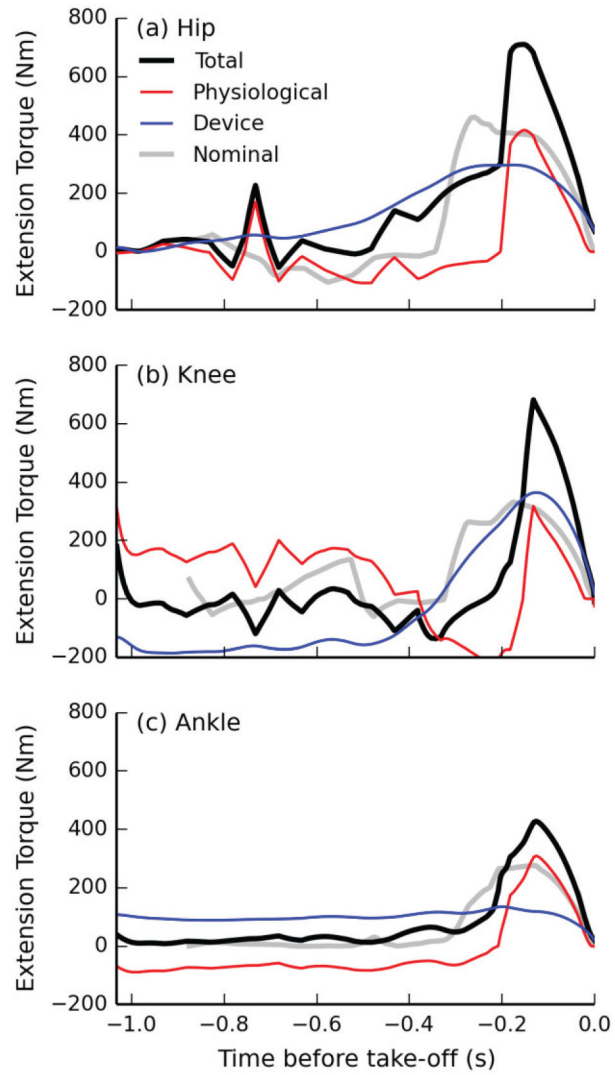 (a) Hip
Total
Physiological
Device
Nominal
Extension Torque (Nm)
800
600
400
200
0
−200
(b) Knee
Extension Torque (Nm)
800
600
400
200
0
−200
(c) Ankle
Extension Torque (Nm)
800
600
400
200
0
−200
−1.0 −0.8 −0.6 −0.4 −0.2 0.0
Time before take-off (s)